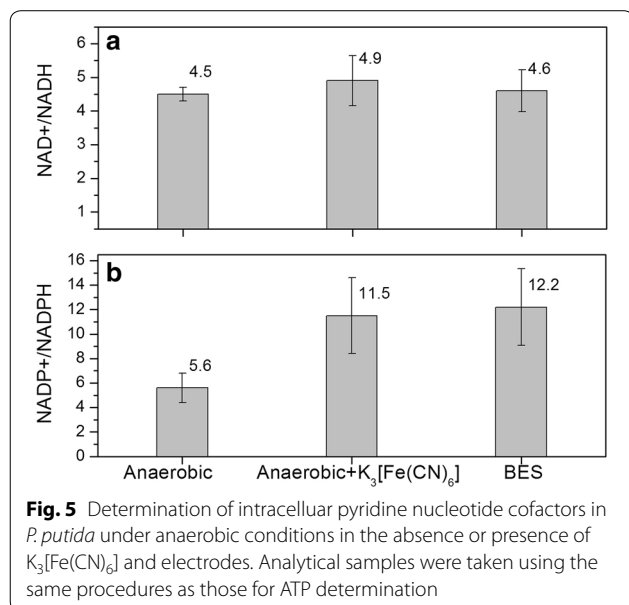 a
6
5
4
3
2
1
NAD+/NADH
4.5
4.9
4.6
b
16
14
12
10
8
6
4
2
0
NADP+/NADPH
5.6
11.5
12.2
Anaerobic
Anaerobic+K₃[Fe(CN)₆]
BES
Fig. 5 Determination of intracelluar pyridine nucleotide cofactors in
P. putida under anaerobic conditions in the absence or presence of
K₃[Fe(CN)₆] and electrodes. Analytical samples were taken using the
same procedures as those for ATP determination